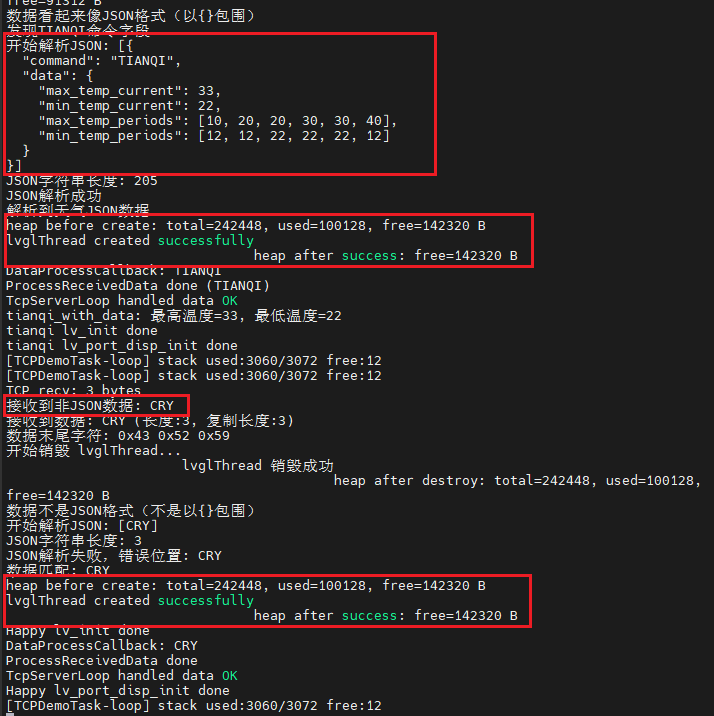 free=91312 B
数据看起来像JSON格式（以{}包围）
发现TIANQI命令字段
开始解析JSON: [{
  "command": "TIANQI",
  "data": {
    "max_temp_current": 33,
    "min_temp_current": 22,
    "max_temp_periods": [10, 20, 20, 30, 30, 40],
    "min_temp_periods": [12, 12, 22, 22, 22, 12]
  }
}]
JSON字符串长度: 205
JSON解析成功
解析到天气JSON数据
heap before create: total=242448, used=100128, free=142320 B
lvglThread created successfully
heap after success: free=142320 B
DataProcessCallback: TIANQI
ProcessReceivedData done (TIANQI)
TcpServerLoop handled data OK
tianqi_with_data: 最高温度=33, 最低温度=22
tianqi lv_init done
tianqi lv_port_disp_init done
[TCPDemoTask-loop] stack used:3060/3072 free:12
[TCPDemoTask-loop] stack used:3060/3072 free:12
TCP recv: 3 bytes
接收到非JSON数据: CRY
接收到数据: CRY (长度:3, 复制长度:3)
数据末尾字符: 0x43 0x52 0x59
开始销毁 lvglThread...
lvglThread 销毁成功
heap after destroy: total=242448, used=100128,
free=142320 B
数据不是JSON格式（不是以{}包围）
开始解析JSON: [CRY]
JSON字符串长度: 3
JSON解析失败，错误位置: CRY
数据匹配: CRY
heap before create: total=242448, used=100128, free=142320 B
lvglThread created successfully
heap after success: free=142320 B
Happy lv_init done
DataProcessCallback: CRY
ProcessReceivedData done
TcpServerLoop handled data OK
Happy lv_port_disp_init done
[TCPDemoTask-loop] stack used:3060/3072 free:12